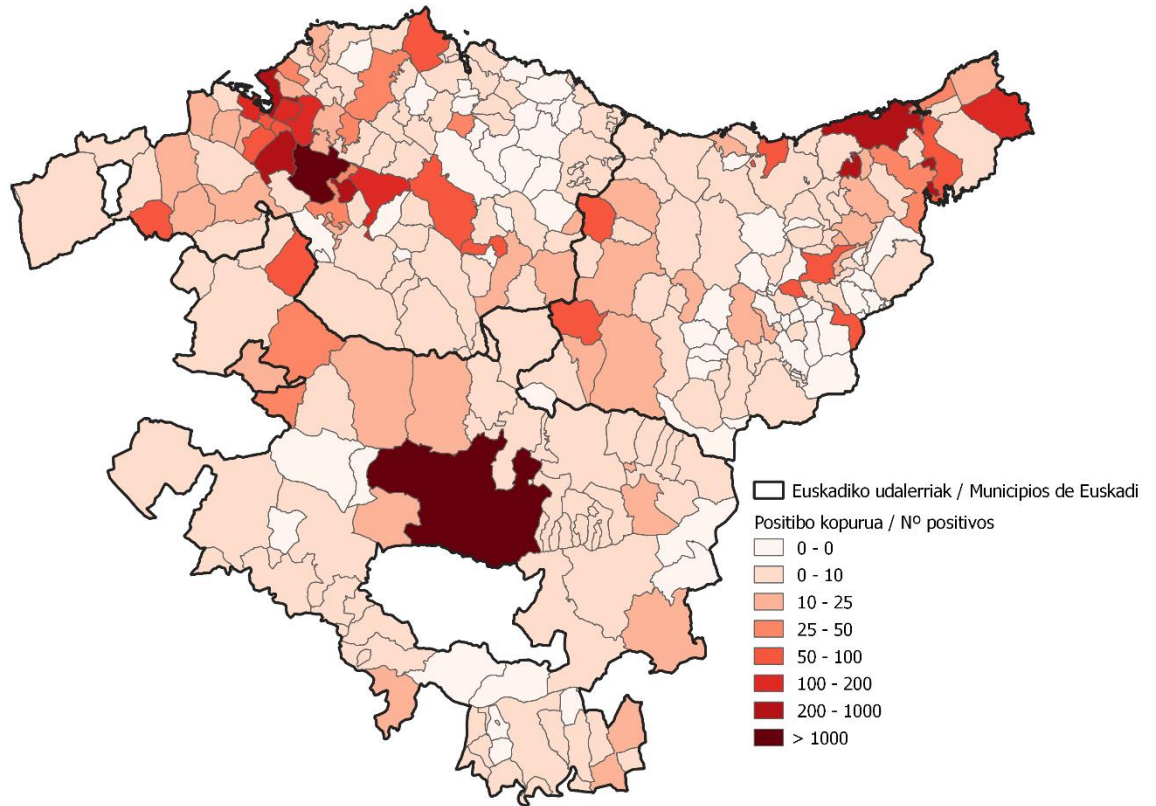 Euskadiko udalerriak / Municipios de Euskadi
Positibo kopurua / Nº positivos
0 - 0
0 - 10
10 - 25
25 - 50
50 - 100
100 - 200
200 - 1000
> 1000